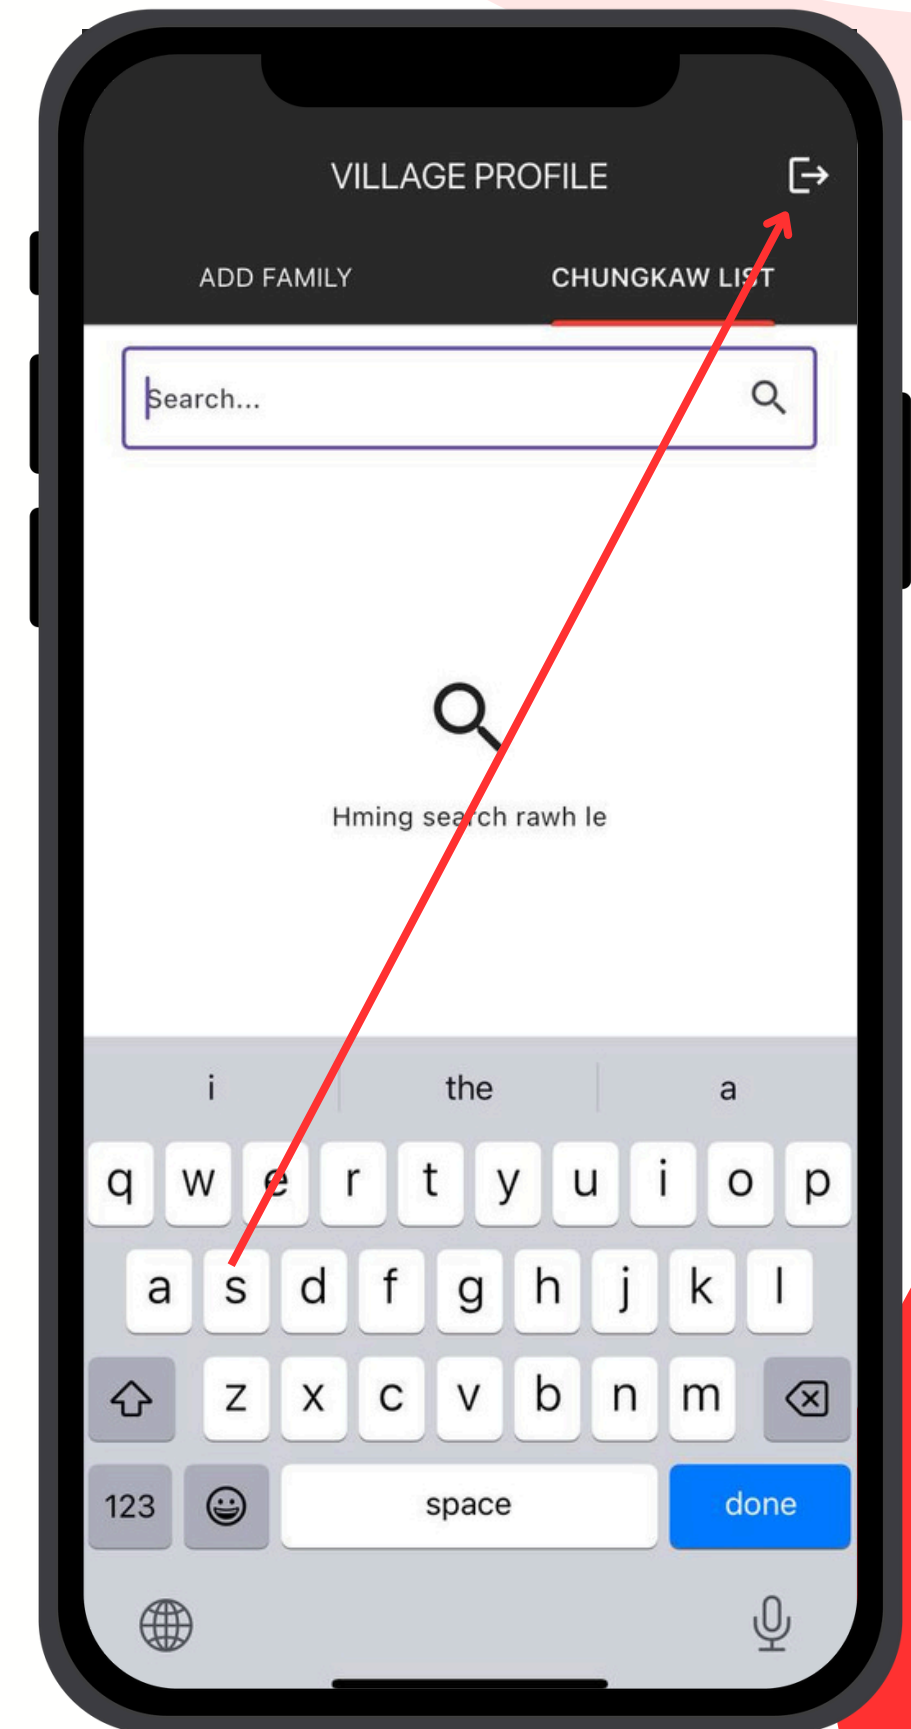 VILLAGE PROFILE
ADD FAMILY CHUNGKAW LIST
Search...
Hming search rawh le
i the a
q w e r t y u i o p
a s d f g h j k l
z x c v b n m
123 space done